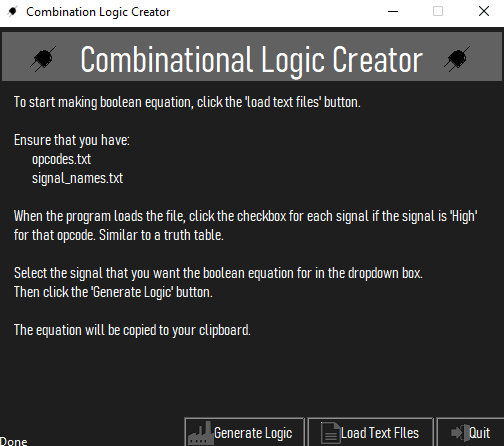 Combination Logic Creator
Combinational Logic Creator
To start making boolean equation, click the 'load text files' button.
Ensure that you have:
opcodes.txt
signal_names.txt
When the program loads the file, click the checkbox for each signal if the signal is 'High'
for that opcode. Similar to a truth table.
Select the signal that you want the boolean equation for in the dropdown box.
Then click the 'Generate Logic' button.
The equation will be copied to your clipboard.
Generate Logic
Load Text FIles
Quit
Done